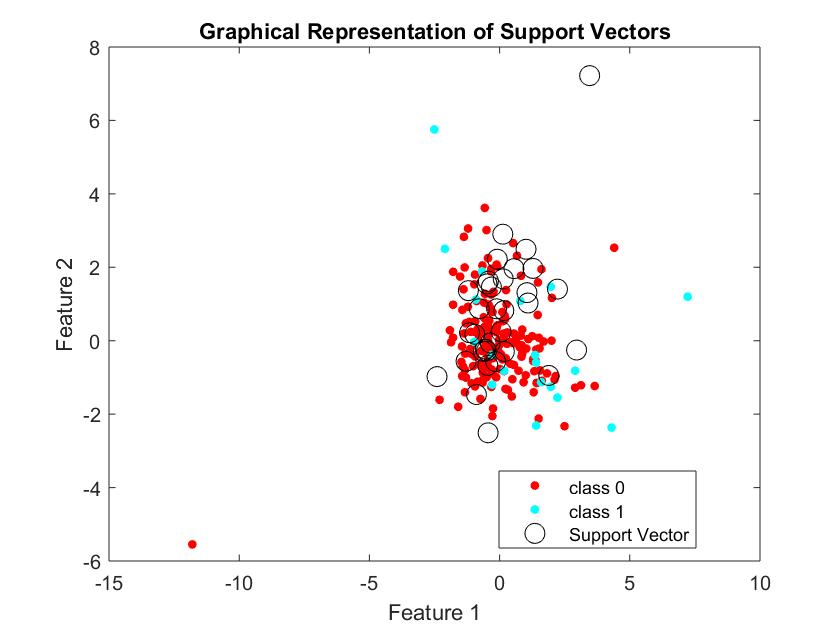 Graphical Representation of Support Vectors
8
6
4
2
0
-2
-4
-6
Feature 2
-15
-10
-5
0
5
10
Feature 1
class 0
class 1
Support Vector